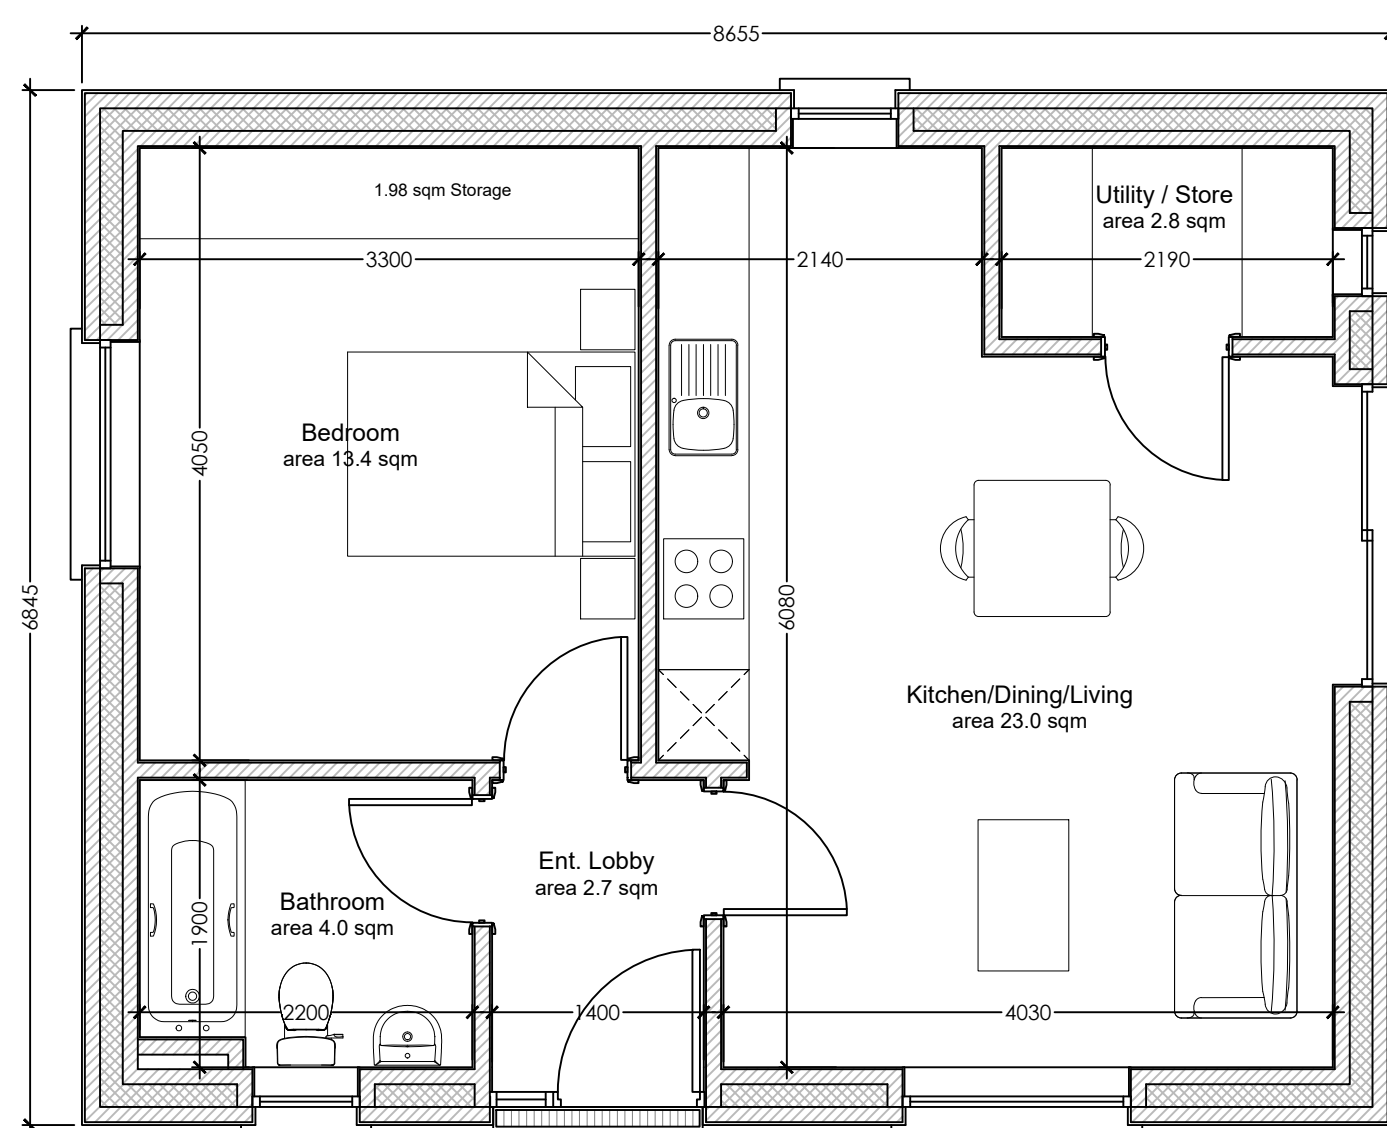 8655
1.98 sqm Storage
Utility / Store
area 2.8 sqm
3300
2140
2190
Bedroom
area 13.4 sqm
4050
6845
6080
Kitchen/Dining/Living
area 23.0 sqm
Ent. Lobby
area 2.7 sqm
Bathroom
area 4.0 sqm
1900
2200
1400
4030